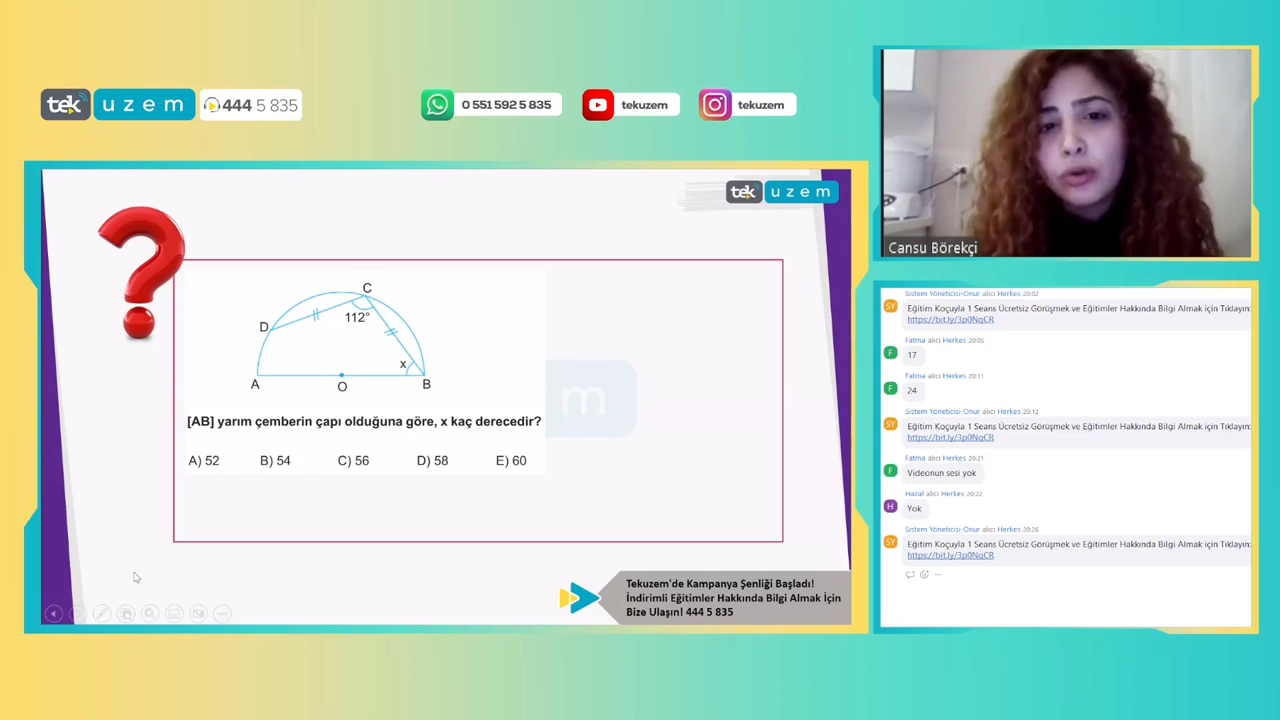 tek uzem 444 5 835
0 551 592 5 835
tekuzem
tekuzem
tek uzem
C
D
112°
x
A
O
B
m
[AB] yarım çemberin çapı olduğuna göre, x kaç derecedir?
A) 52 B) 54 C) 56 D) 58 E) 60
Tekuzem'de Kampanya Şenliği Başladı!
İndirimli Eğitimler Hakkında Bilgi Almak İçin
Bize Ulaşın! 444 5 835
Cansu Börekçi
Sistem Yöneticisi-Onur alıcı Herkes 20:02
SY
Eğitim Koçuyla 1 Seans Ücretsiz Görüşmek ve Eğitimler Hakkında Bilgi Almak için Tıklayın:
https://bit.ly/3p0NqCR
Fatma alıcı Herkes 20:05
F
17
Fatma alıcı Herkes 20:11
F
24
Sistem Yöneticisi-Onur alıcı Herkes 20:12
SY
Eğitim Koçuyla 1 Seans Ücretsiz Görüşmek ve Eğitimler Hakkında Bilgi Almak için Tıklayın:
https://bit.ly/3p0NqCR
Fatma alıcı Herkes 20:21
F
Videonun sesi yok
Hazal alıcı Herkes 20:22
H
Yok
Sistem Yöneticisi-Onur alıcı Herkes 20:26
SY
Eğitim Koçuyla 1 Seans Ücretsiz Görüşmek ve Eğitimler Hakkında Bilgi Almak için Tıklayın:
https://bit.ly/3p0NqCR